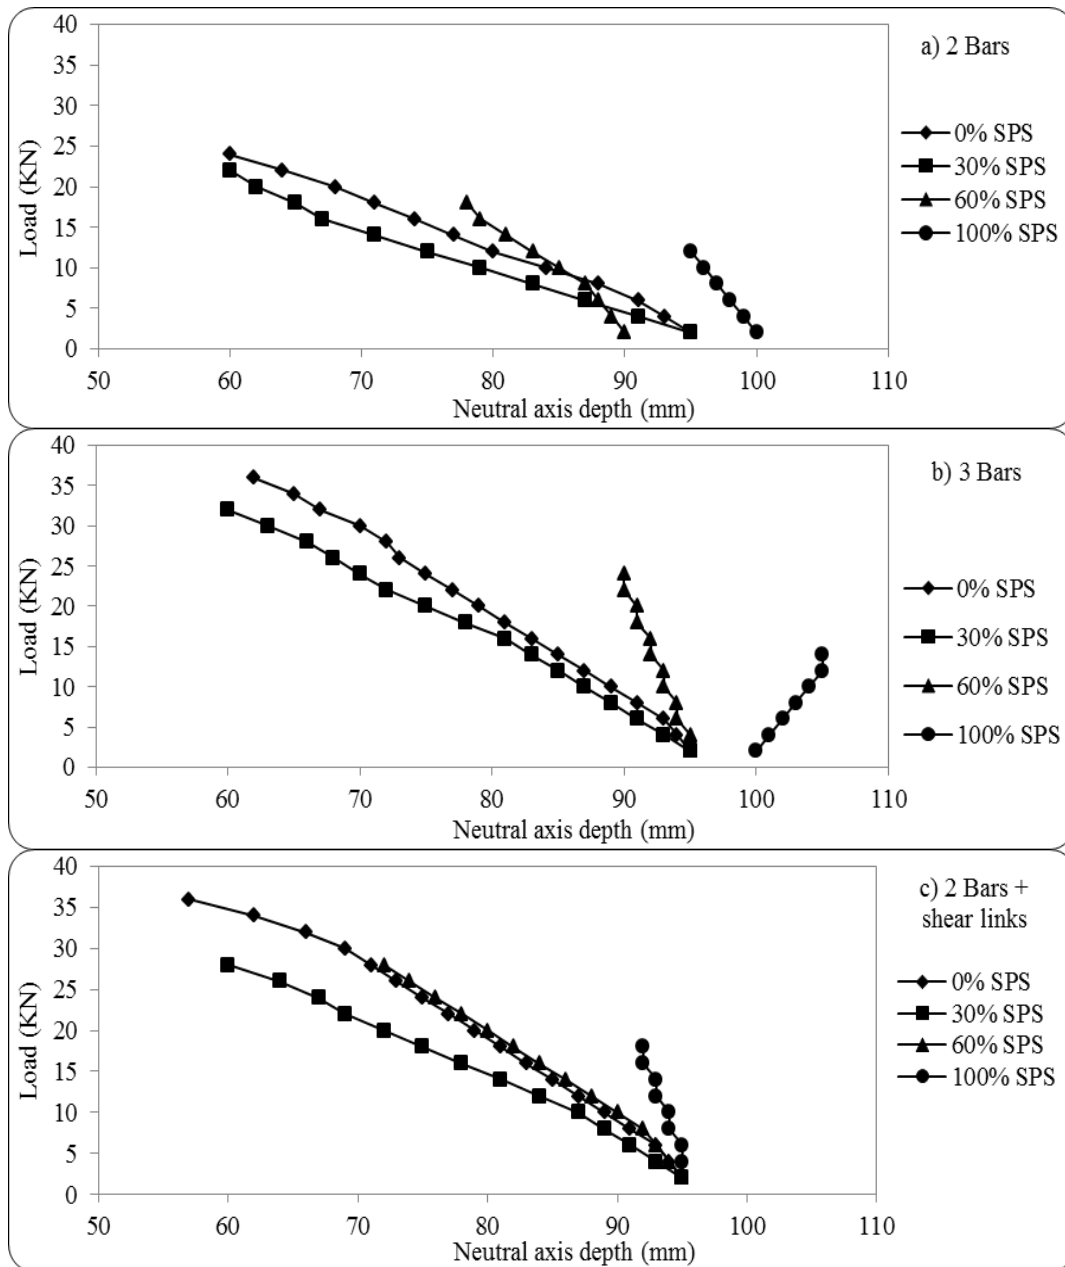 a) 2 Bars
Load (KN)
40
35
30
25
20
15
10
5
0
50 60 70 80 90 100 110
Neutral axis depth (mm)
0% SPS
30% SPS
60% SPS
100% SPS
b) 3 Bars
Load (KN)
40
35
30
25
20
15
10
5
0
50 60 70 80 90 100 110
Neutral axis depth (mm)
0% SPS
30% SPS
60% SPS
100% SPS
c) 2 Bars +
shear links
Load (KN)
40
35
30
25
20
15
10
5
0
50 60 70 80 90 100 110
Neutral axis depth (mm)
0% SPS
30% SPS
60% SPS
100% SPS